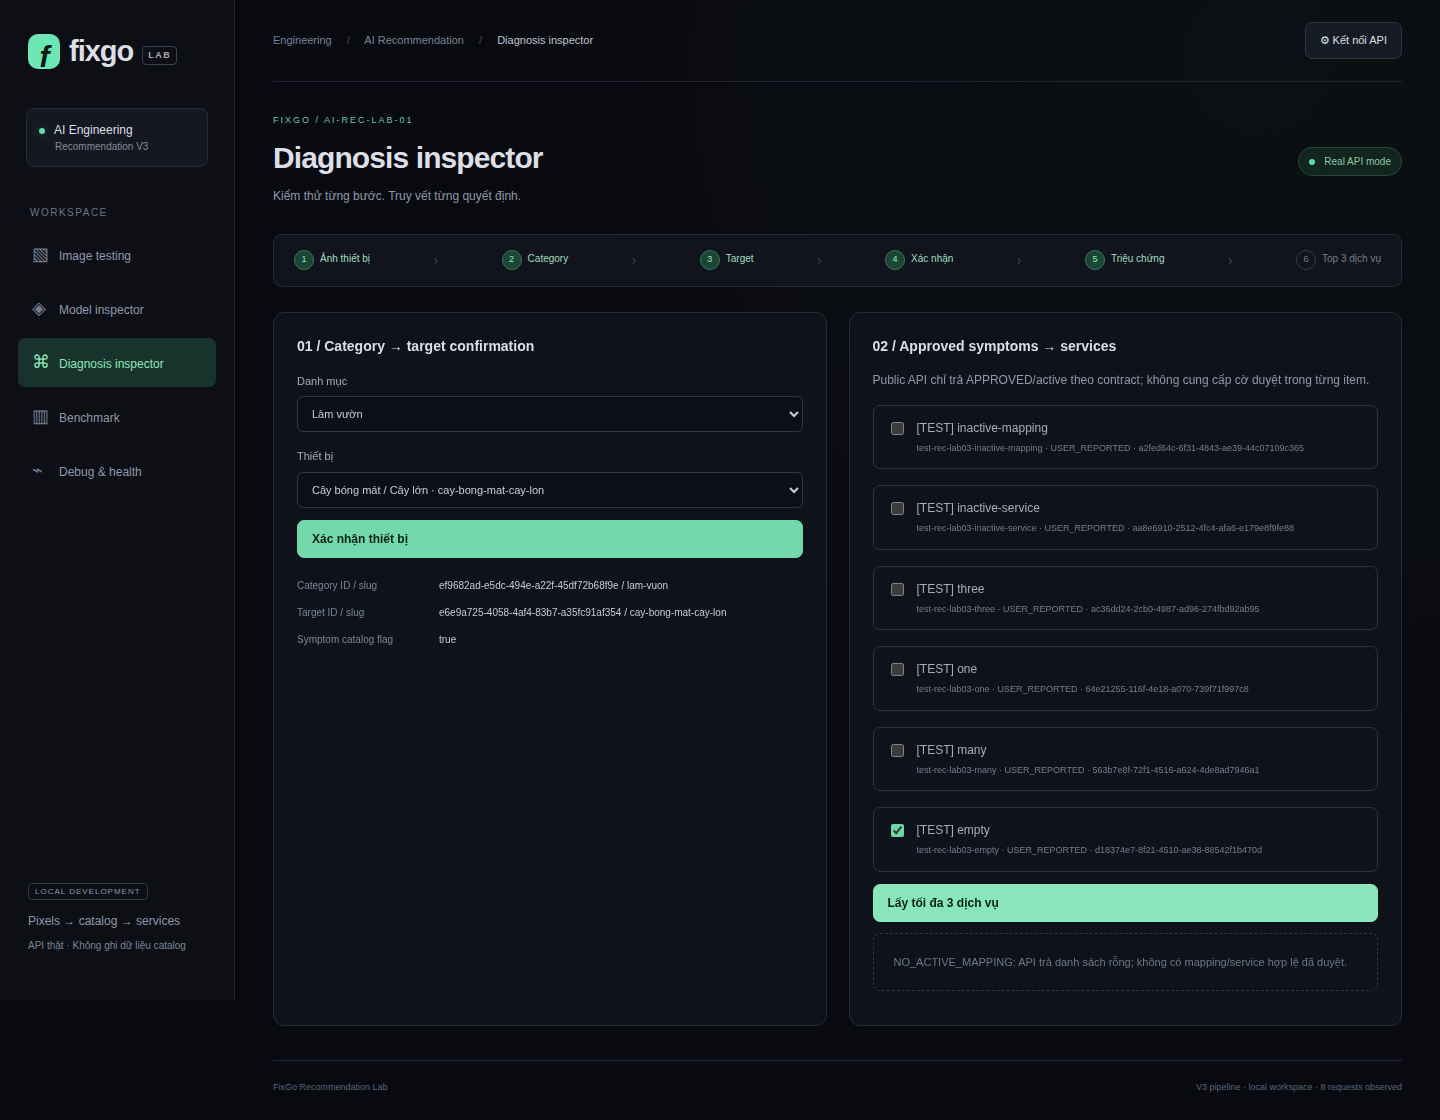 fixgo LAB
AI Engineering
Recommendation V3
WORKSPACE
Image testing
Model inspector
Diagnosis inspector
Benchmark
Debug & health
LOCAL DEVELOPMENT
Pixels → catalog → services
API thật · Không ghi dữ liệu catalog
Engineering / AI Recommendation / Diagnosis inspector
⚙ Kết nối API
FIXGO / AI-REC-LAB-01
Diagnosis inspector
Real API mode
Kiểm thử từng bước. Truy vết từng quyết định.
1 Ảnh thiết bị › 2 Category › 3 Target › 4 Xác nhận › 5 Triệu chứng › 6 Top 3 dịch vụ
01 / Category → target confirmation
Danh mục
Làm vườn
Thiết bị
Cây bóng mát / Cây lớn · cay-bong-mat-cay-lon
Xác nhận thiết bị
Category ID / slug ef9682ad-e5dc-494e-a22f-45df72b68f9e / lam-vuon
Target ID / slug e6e9a725-4058-4af4-83b7-a35fc91af354 / cay-bong-mat-cay-lon
Symptom catalog flag true
02 / Approved symptoms → services
Public API chỉ trả APPROVED/active theo contract; không cung cấp cờ duyệt trong từng item.
[TEST] inactive-mapping
test-rec-lab03-inactive-mapping · USER_REPORTED · a2fed64c-6f31-4843-ae39-44c07109c365
[TEST] inactive-service
test-rec-lab03-inactive-service · USER_REPORTED · aa8e6910-2512-4fc4-afa6-e179e8f9fe88
[TEST] three
test-rec-lab03-three · USER_REPORTED · ac36dd24-2cb0-4987-ad96-274fbd92ab95
[TEST] one
test-rec-lab03-one · USER_REPORTED · 64e21255-116f-4e18-a070-739f71f997c8
[TEST] many
test-rec-lab03-many · USER_REPORTED · 563b7e8f-72f1-4516-a624-4de8ad7946a1
[TEST] empty
test-rec-lab03-empty · USER_REPORTED · d18374e7-8f21-4510-ae38-88542f1b470d
Lấy tối đa 3 dịch vụ
NO_ACTIVE_MAPPING: API trả danh sách rỗng; không có mapping/service hợp lệ đã duyệt.
FixGo Recommendation Lab
V3 pipeline · local workspace · 8 requests observed